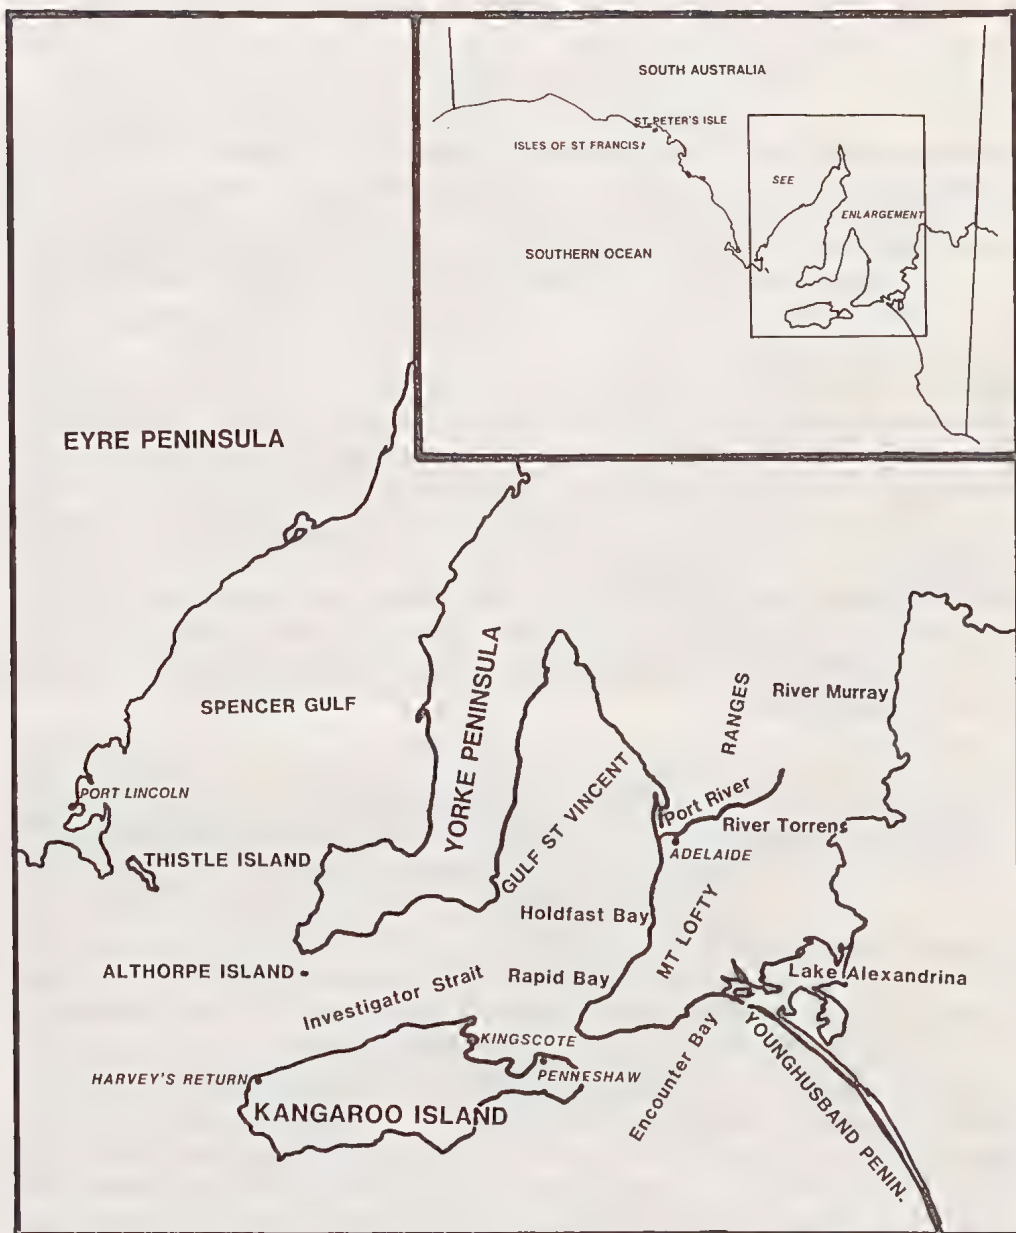 SOUTH AUSTRALIA
ST PETER'S ISLE
ISLES OF ST FRANCIS
SEE
ENLARGEMENT
SOUTHERN OCEAN
EYRE PENINSULA
SPENCER GULF
YORKE PENINSULA
GULF ST VINCENT
RANGES
River Murray
PORT LINCOLN
Port River
River Torrens
THISTLE ISLAND
ADELAIDE
Holdfast Bay
MT LOFTY
ALTHORPE ISLAND
Investigator Strait
Rapid Bay
Lake Alexandrina
KINGSCOTE
HARVEY'S RETURN
PENNESHAW
KANGAROO ISLAND
Encounter Bay
YOUNGHUSBAND PENIN.